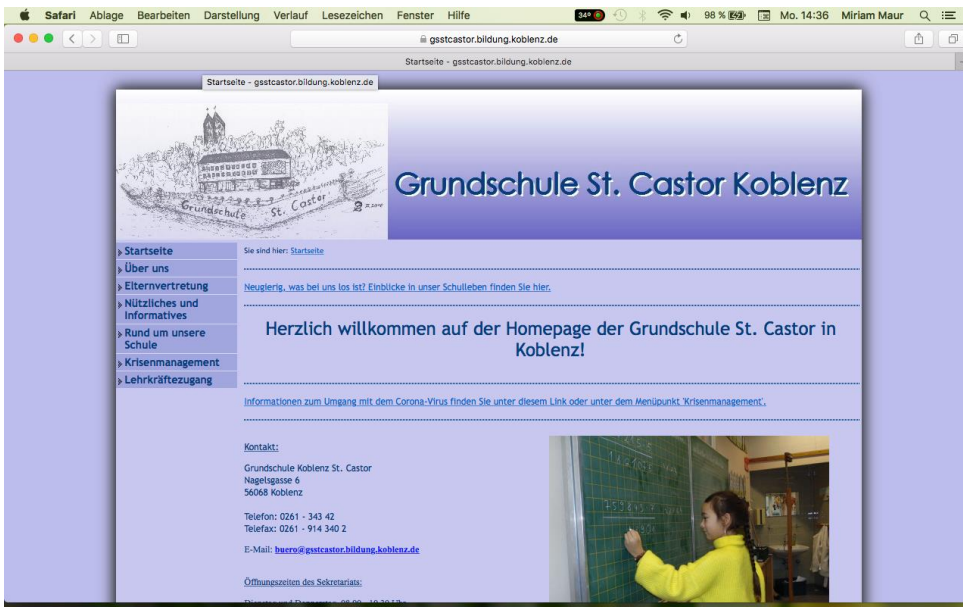 Safari Ablage Bearbeiten Darstellung Verlauf Lesezeichen Fenster Hilfe 34° 98 % Mo. 14:36 Miriam Maur
gsstcastor.bildung.koblenz.de
Startseite - gsstcastor.bildung.koblenz.de
Startseite - gsstcastor.bildung.koblenz.de
Grundschule St. Castor
Grundschule St. Castor Koblenz
Startseite
Über uns
Elternvertretung
Nützliches und
Informatives
Rund um unsere
Schule
Krisenmanagement
Lehrkräftezugang
Sie sind hier: Startseite
Neugierig, was bei uns los ist? Einblicke in unser Schulleben finden Sie hier.
Herzlich willkommen auf der Homepage der Grundschule St. Castor in
Koblenz!
Informationen zum Umgang mit dem Corona-Virus finden Sie unter diesem Link oder unter dem Menüpunkt 'Krisenmanagement'.
Kontakt:
Grundschule Koblenz St. Castor
Nagelsgasse 6
56068 Koblenz
Telefon: 0261 - 343 42
Telefax: 0261 - 914 340 2
E-Mail: buero@gsstcastor.bildung.koblenz.de
Öffnungszeiten des Sekretariats: